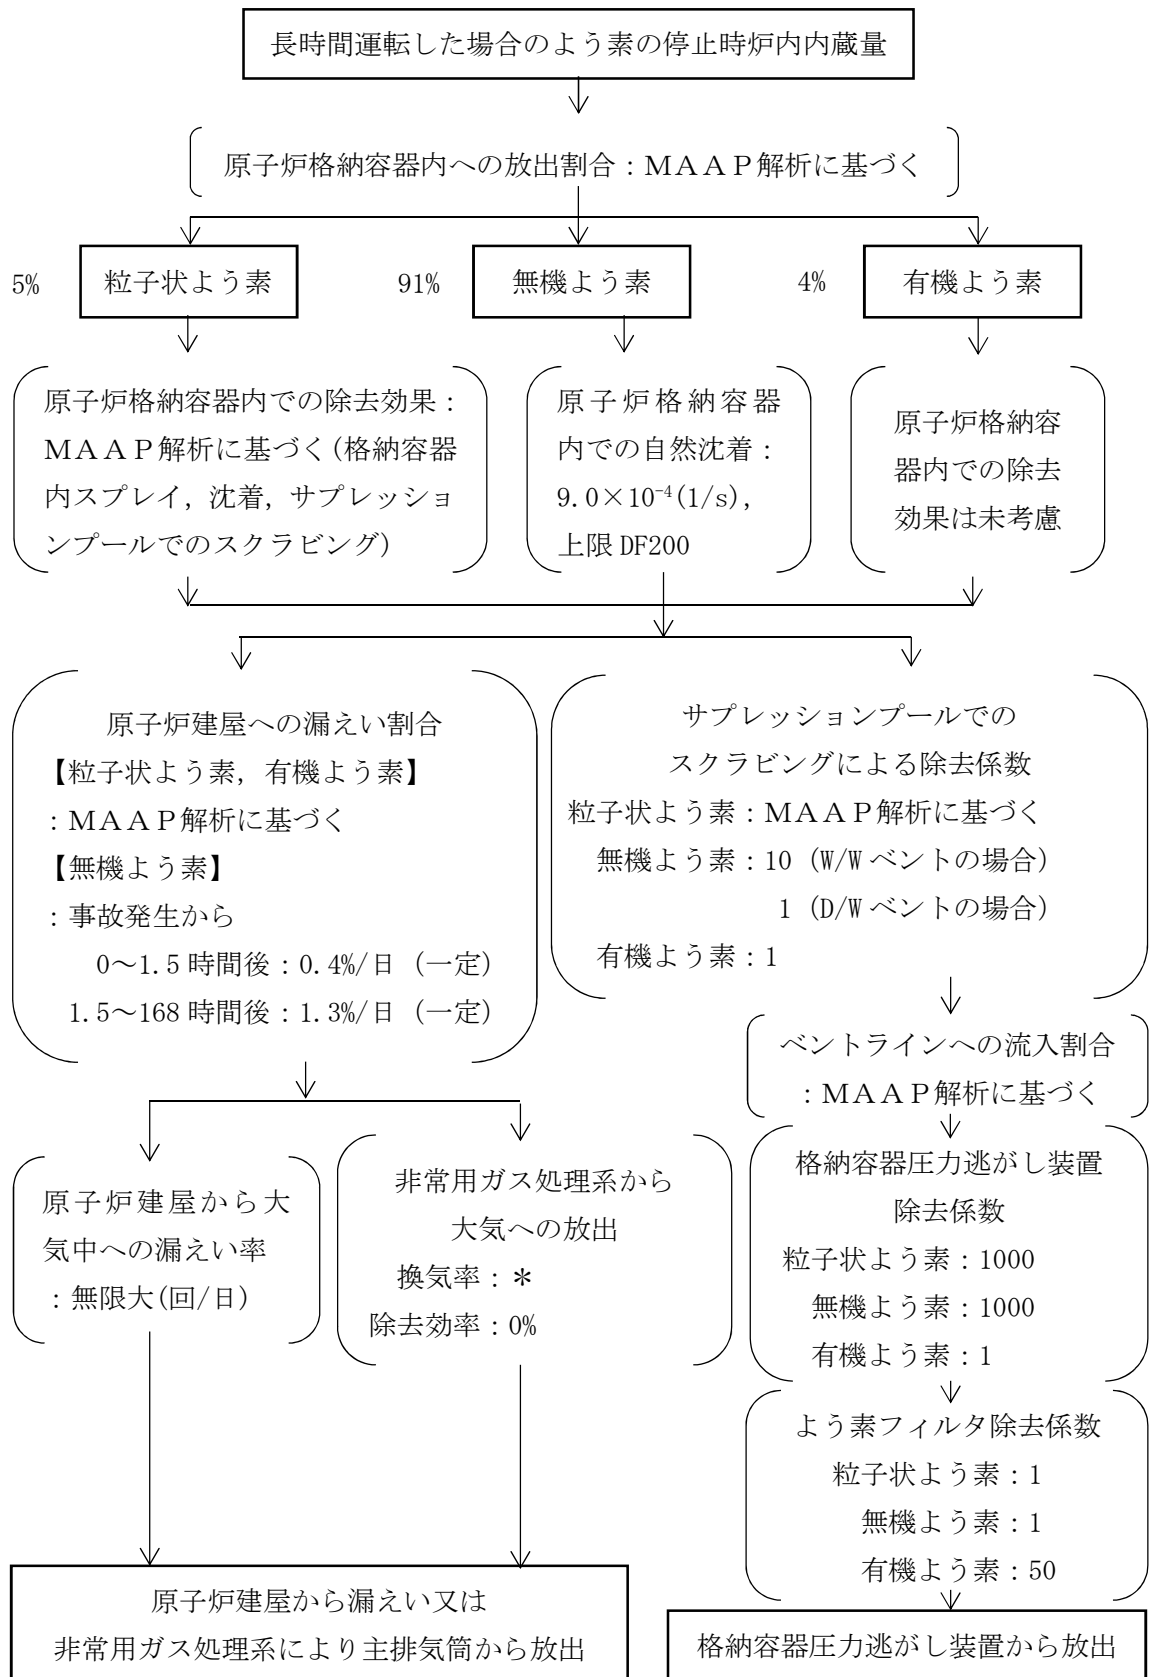 長時間運転した場合のよう素の停止時炉内内蔵量
原子炉格納容器内への放出割合：ＭＡＡＰ解析に基づく
5%
粒子状よう素
91%
無機よう素
4%
有機よう素
原子炉格納容器内での除去効果：
ＭＡＡＰ解析に基づく(格納容器
内スプレイ, 沈着, サプレッショ
ンプールでのスクラビング)
原子炉格納容器
内での自然沈着：
9.0×10⁻⁴(1/s),
上限 DF200
原子炉格納容
器内での除去
効果は未考慮
原子炉建屋への漏えい割合
【粒子状よう素, 有機よう素】
：ＭＡＡＰ解析に基づく
【無機よう素】
：事故発生から
0～1.5 時間後：0.4%/日 (一定)
1.5～168 時間後：1.3%/日 (一定)
サプレッションプールでの
スクラビングによる除去係数
粒子状よう素：ＭＡＡＰ解析に基づく
無機よう素：10 (W/W ベントの場合)
1 (D/W ベントの場合)
有機よう素：1
ベントラインへの流入割合
：ＭＡＡＰ解析に基づく
原子炉建屋から大
気中への漏えい率
：無限大(回/日)
非常用ガス処理系から
大気への放出
換気率：＊
除去効率：0%
格納容器圧力逃がし装置
除去係数
粒子状よう素：1000
無機よう素：1000
有機よう素：1
よう素フィルタ除去係数
粒子状よう素：1
無機よう素：1
有機よう素：50
原子炉建屋から漏えい又は
非常用ガス処理系により主排気筒から放出
格納容器圧力逃がし装置から放出